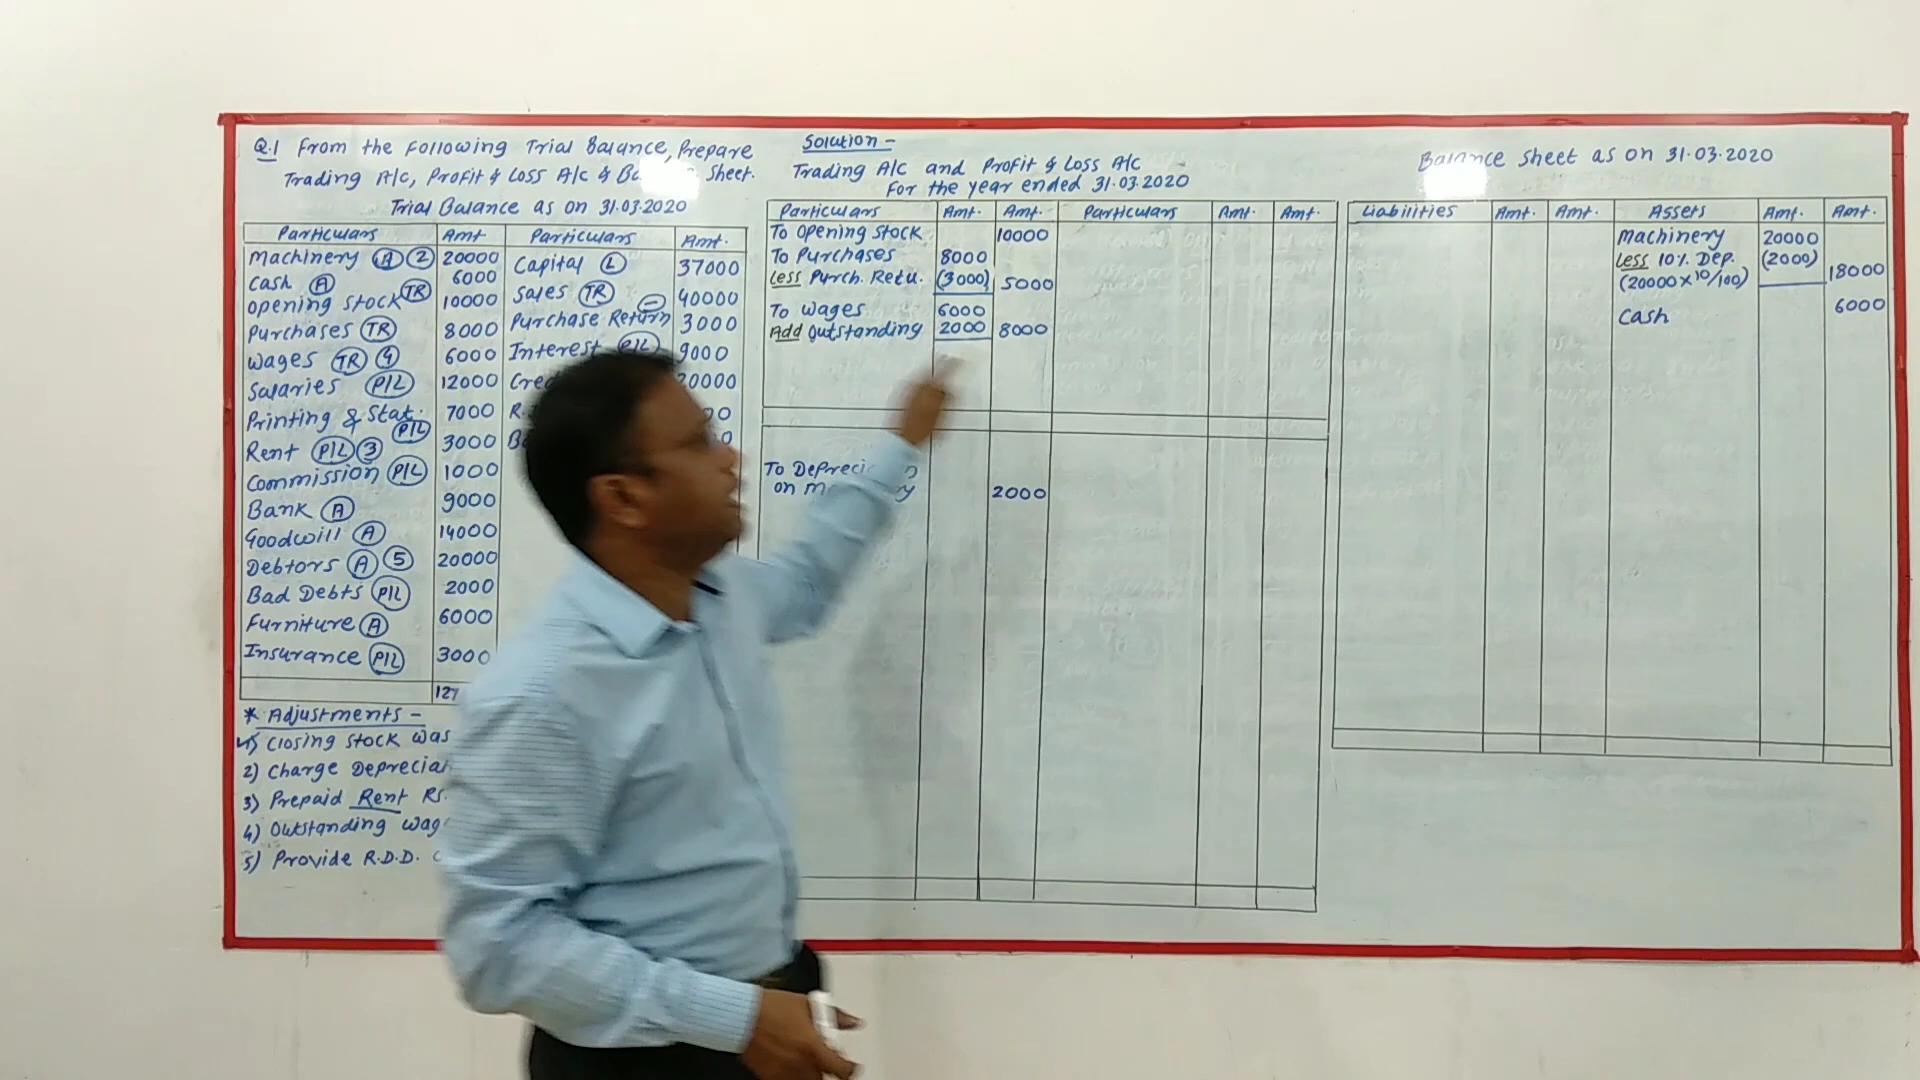 Q.1 From the Following Trial Balance, Prepare
Trading A/c, Profit & Loss A/c & Sheet.
Trial Balance as on 31.03.2020
Particulars Amt Particulars Amt.
Machinery (A) (2) 20000 Capital (L) 37000
Cash (A) 6000 Sales (TR) 40000
Opening Stock (TR) 10000 Purchase Return (-) 3000
Purchases (TR) 8000 Interest 9000
Wages (TR) (4) 6000 20000
Salaries (P/L) 12000
Printing & Stat. (P/L) 7000
Rent (P/L) (3) 3000
Commission (P/L) 1000
Bank (A) 9000
Goodwill (A) 14000
Debtors (A) (5) 20000
Bad Debts (P/L) 2000
Furniture (A) 6000
Insurance (P/L) 3000
* Adjustments -
1) Closing Stock was
2) Charge
3) Prepaid Rent Rs.
4) Outstanding
5) Provide R.D.D.
Solution -
Trading A/c and Profit & Loss A/c
For the year ended 31.03.2020
Particulars Amt. Amt. Particulars Amt. Amt.
To Opening Stock 10000
To Purchases 8000
Less Purch. Retu. (3000) 5000
To Wages 6000
Add Outstanding 2000 8000
To
on 2000
Balance Sheet as on 31.03.2020
Liabilities Amt. Amt. Assets Amt. Amt.
Machinery 20000
Less 10% Dep. (2000)
(20000x10/100) 18000
Cash 6000